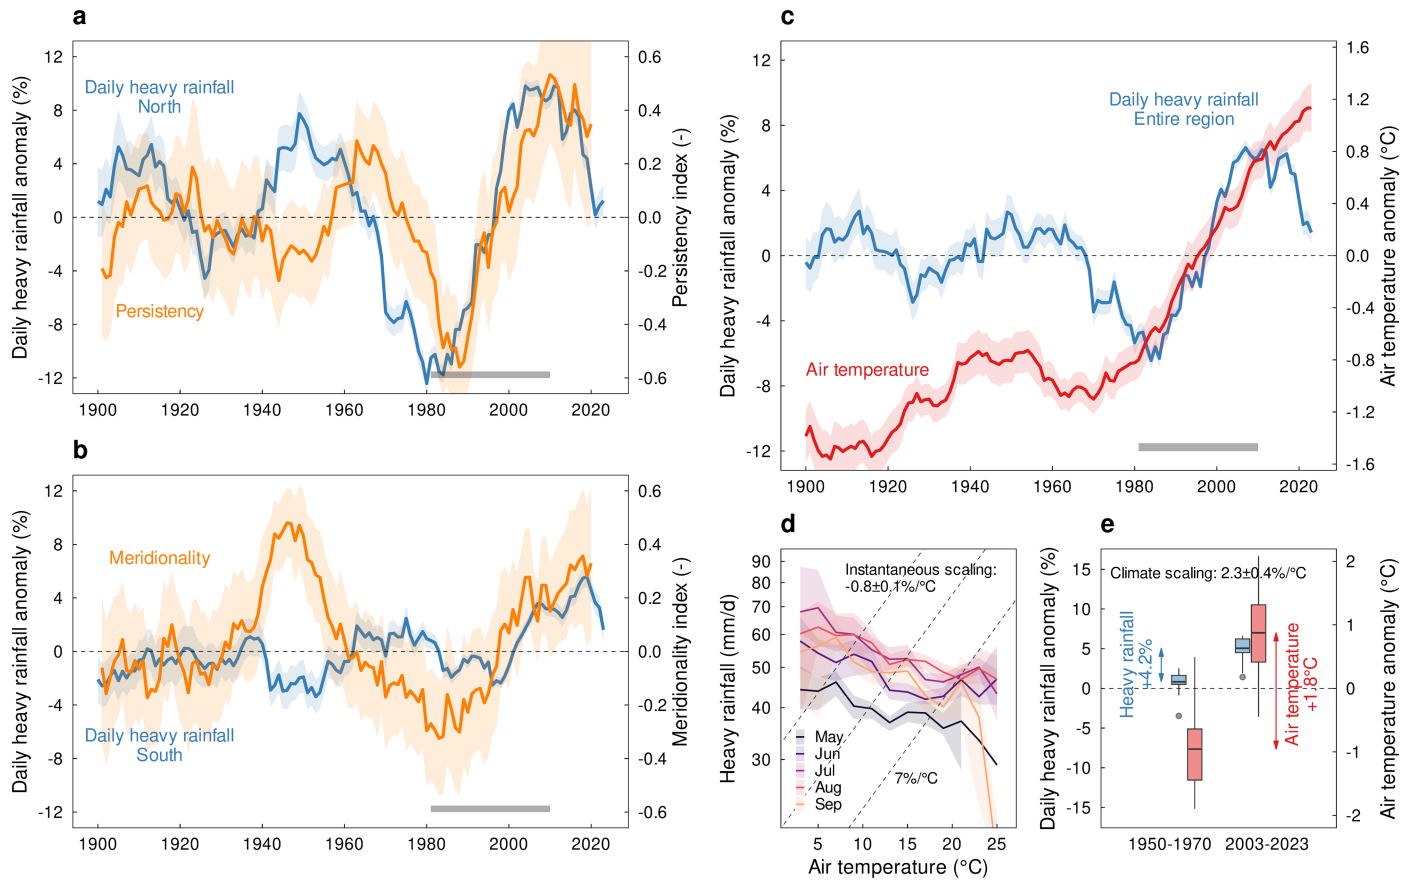 a
Daily heavy rainfall anomaly (%)
12
8
4
0
-4
-8
-12
Daily heavy rainfall
North
Persistency
0.6
0.4
0.2
0.0
-0.2
-0.4
-0.6
Persistency index (-)
1900 1920 1940 1960 1980 2000 2020
b
Daily heavy rainfall anomaly (%)
12
8
4
0
-4
-8
-12
Meridionality
Daily heavy rainfall
South
0.6
0.4
0.2
0.0
-0.2
-0.4
-0.6
Meridionality index (-)
1900 1920 1940 1960 1980 2000 2020
c
Daily heavy rainfall anomaly (%)
12
8
4
0
-4
-8
-12
Daily heavy rainfall
Entire region
Air temperature
1.6
1.2
0.8
0.4
0.0
-0.4
-0.8
-1.2
-1.6
Air temperature anomaly (°C)
1900 1920 1940 1960 1980 2000 2020
d
Heavy rainfall (mm/d)
90
80
70
60
50
40
30
Instantaneous scaling:
-0.8±0.1%/°C
7%/°C
May
Jun
Jul
Aug
Sep
5 10 15 20 25
Air temperature (°C)
e
Daily heavy rainfall anomaly (%)
15
10
5
0
-5
-10
-15
Climate scaling: 2.3±0.4%/°C
Heavy rainfall
+4.2%
Air temperature
+1.8°C
2
1
0
-1
-2
Air temperature anomaly (°C)
1950-1970 2003-2023